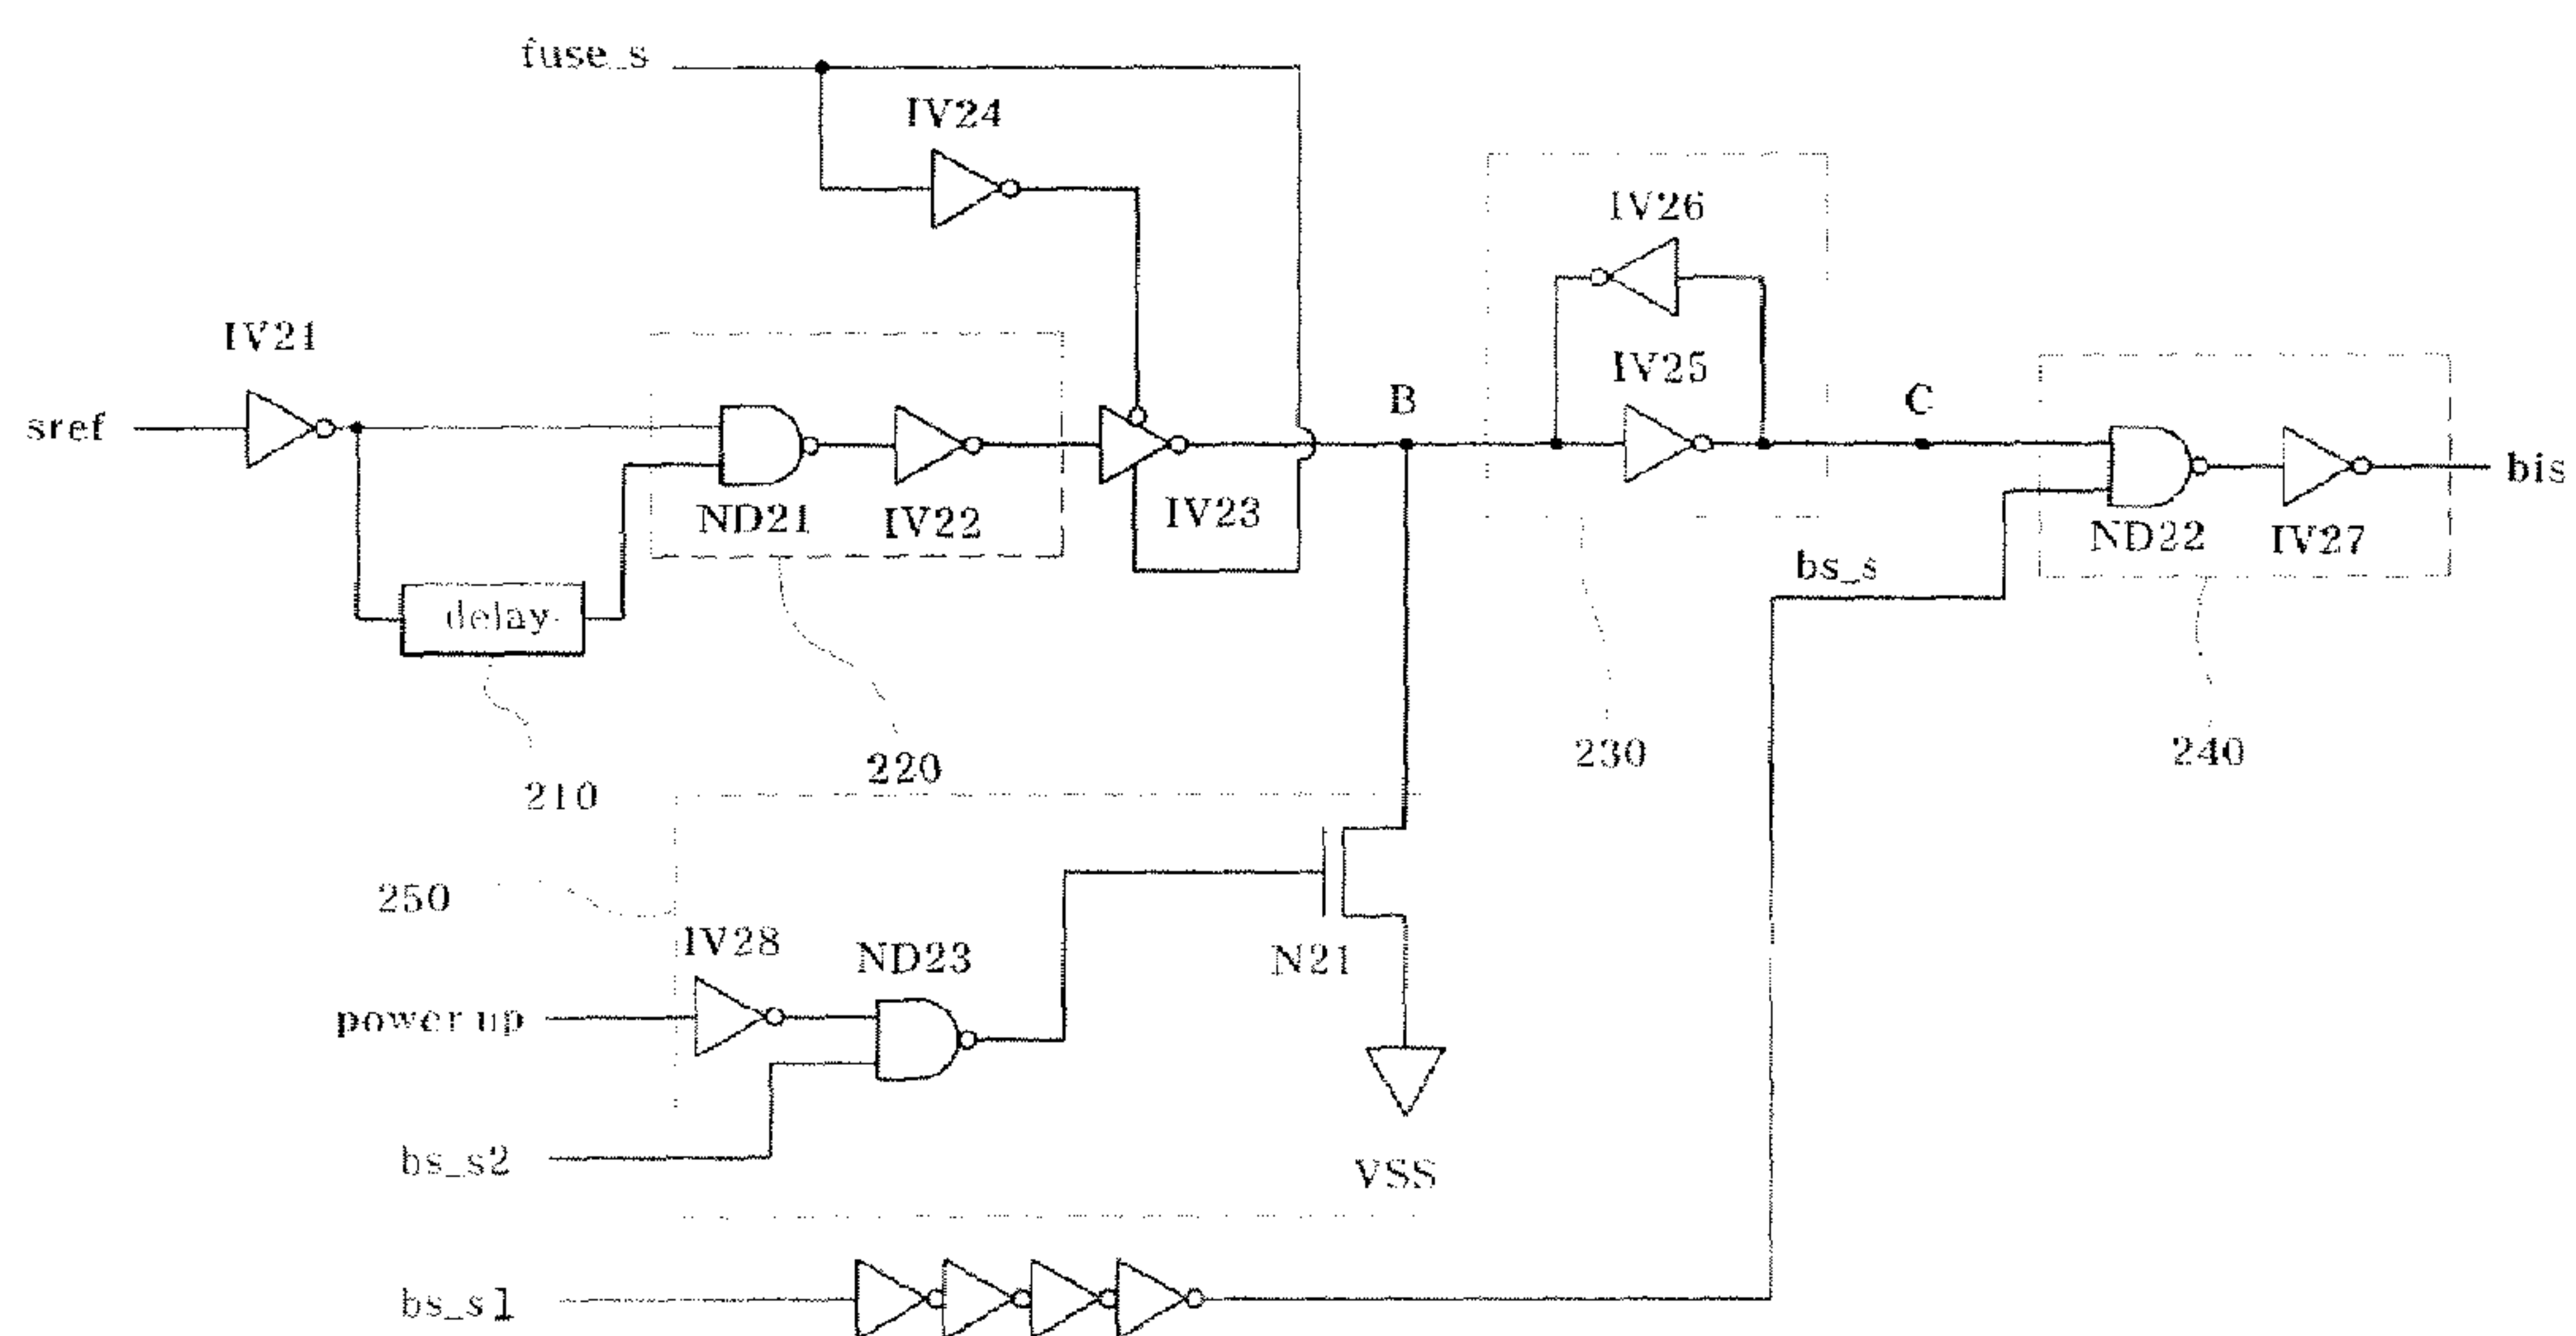 fuse_s
IV24
IV26
IV21
IV25
B
C
sref
bis
ND21
IV22
IV23
ND22
IV27
bs_s
delay
210
220
230
240
250
IV28
ND23
N21
power up
bs_s2
VSS
bs_s1